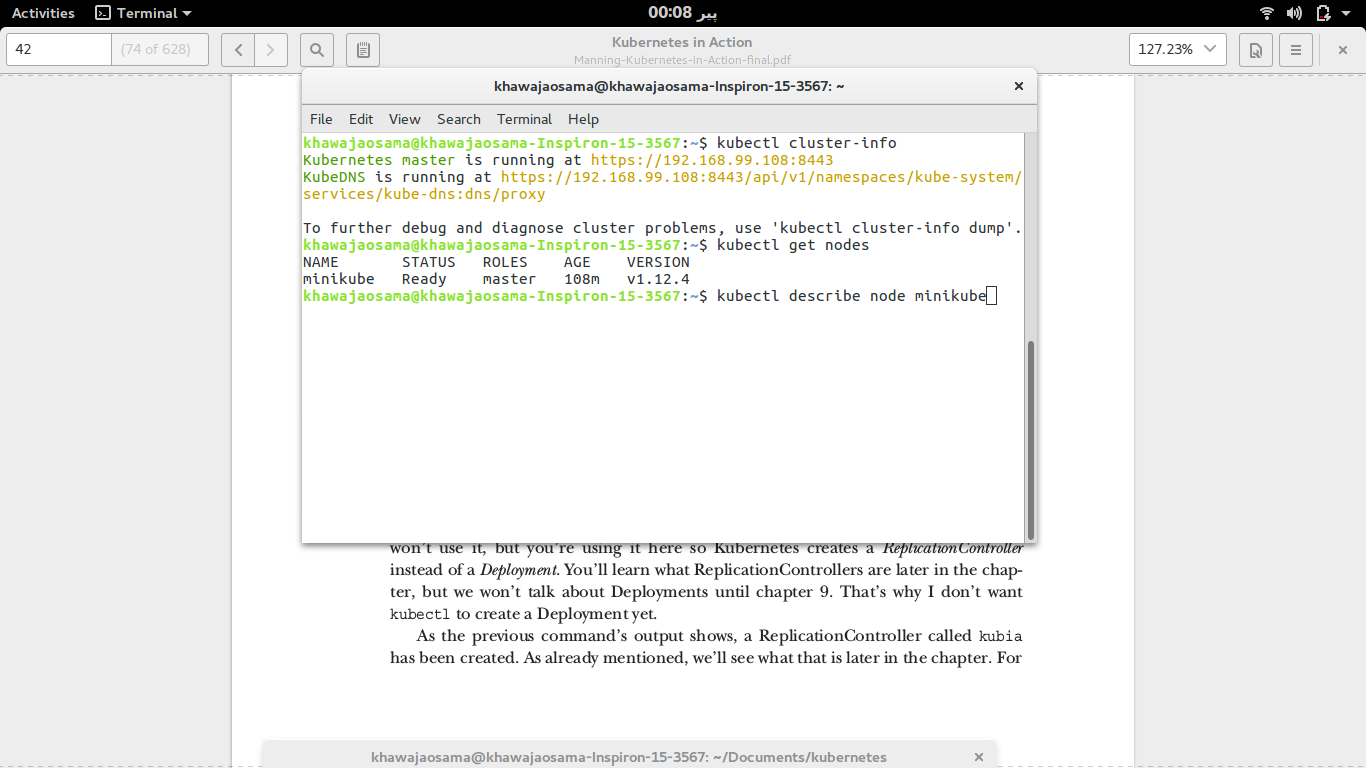 Activities Terminal پیر 00:08
42 (74 of 628) Kubernetes in Action 127.23%
Manning-Kubernetes-in-Action-final.pdf
khawajaosama@khawajaosama-Inspiron-15-3567: ~
File Edit View Search Terminal Help
khawajaosama@khawajaosama-Inspiron-15-3567:~$ kubectl cluster-info
Kubernetes master is running at https://192.168.99.108:8443
KubeDNS is running at https://192.168.99.108:8443/api/v1/namespaces/kube-system/
services/kube-dns:dns/proxy
To further debug and diagnose cluster problems, use 'kubectl cluster-info dump'.
khawajaosama@khawajaosama-Inspiron-15-3567:~$ kubectl get nodes
NAME STATUS ROLES AGE VERSION
minikube Ready master 108m v1.12.4
khawajaosama@khawajaosama-Inspiron-15-3567:~$ kubectl describe node minikube
won't use it, but you're using it here so Kubernetes creates a ReplicationController
instead of a Deployment. You'll learn what ReplicationControllers are later in the chap-
ter, but we won't talk about Deployments until chapter 9. That's why I don't want
kubectl to create a Deployment yet.
As the previous command's output shows, a ReplicationController called kubia
has been created. As already mentioned, we'll see what that is later in the chapter. For
khawajaosama@khawajaosama-Inspiron-15-3567: ~/Documents/kubernetes